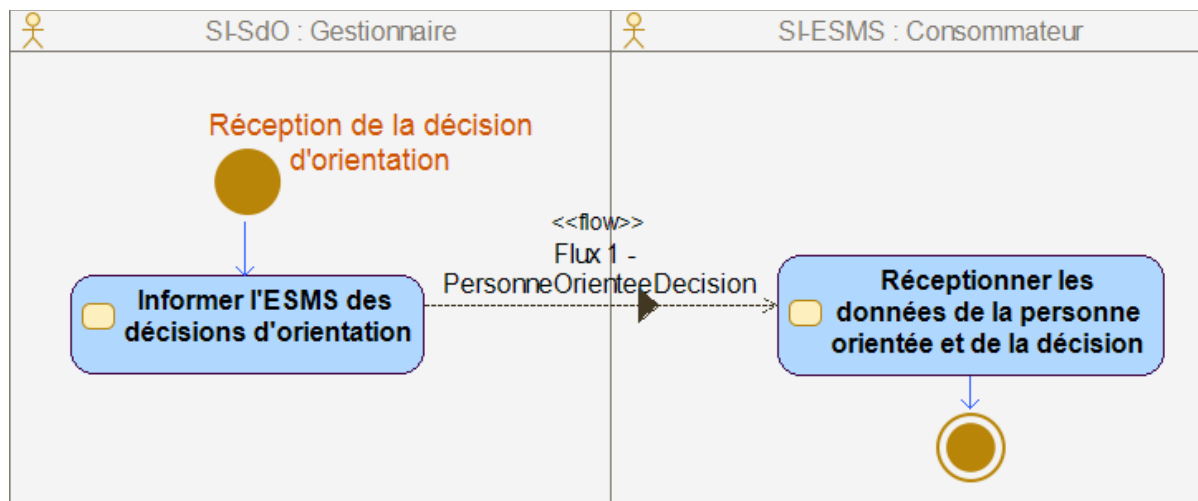 SI-SdO : Gestionnaire
SI-ESMS : Consommateur
Réception de la décision
d'orientation
<<flow>>
Flux 1 -
PersonneOrienteeDecision
Informer l'ESMS des
décisions d'orientation
Réceptionner les
données de la personne
orientée et de la décision